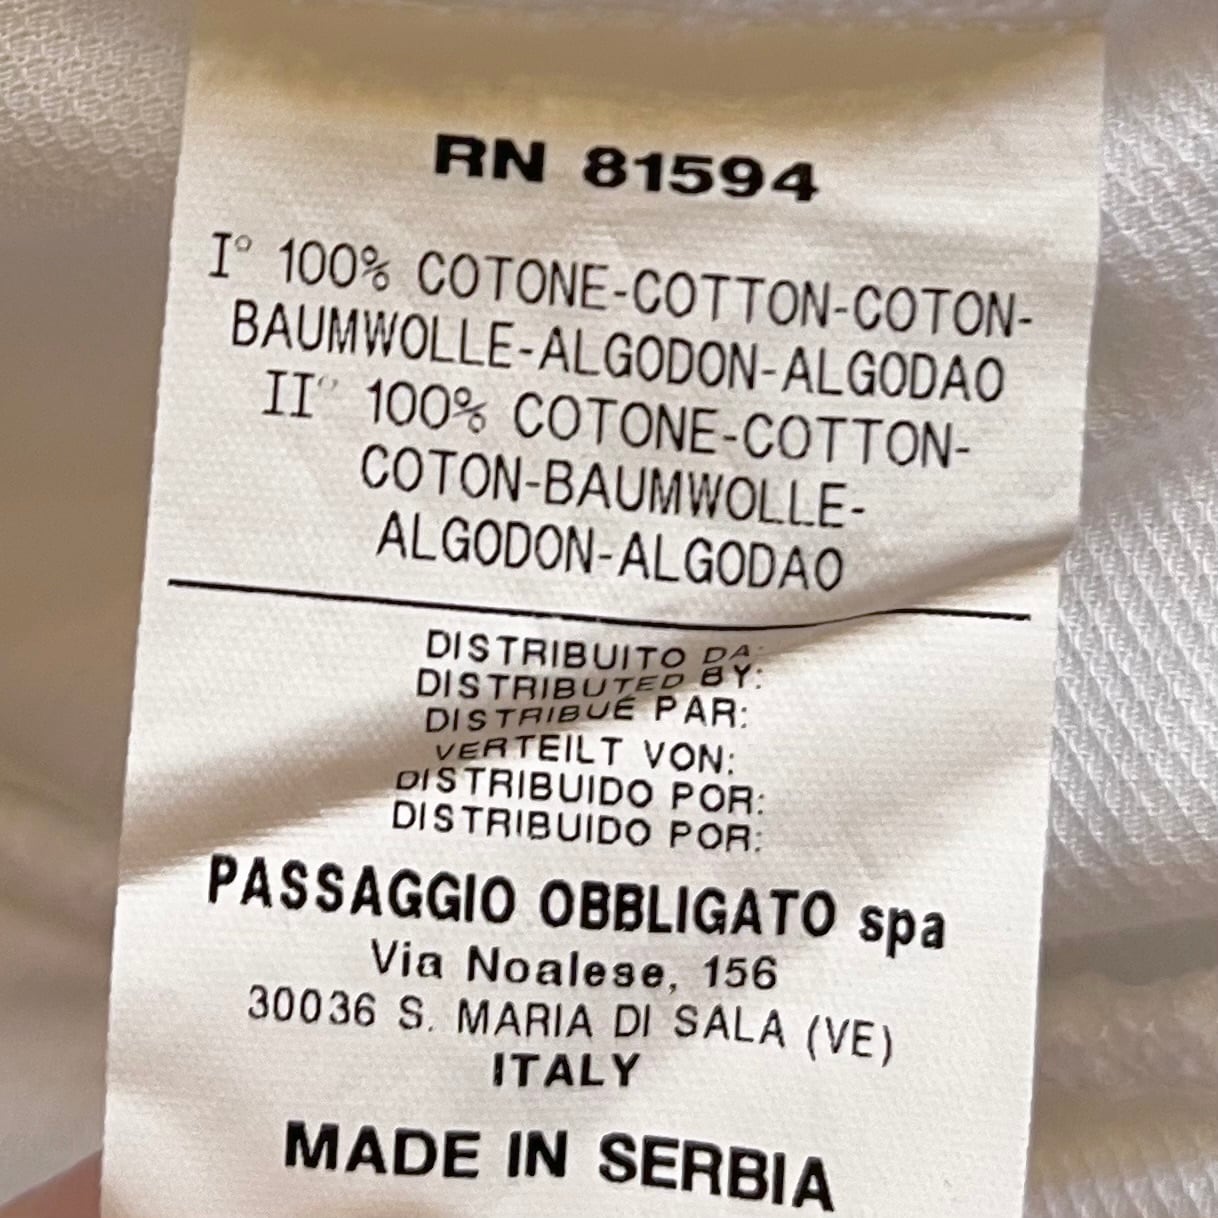 RN 81594
I° 100% COTONE-COTTON-COTON-
BAUMWOLLE-ALGODON-ALGODAO
II° 100% COTONE-COTTON-
COTON-BAUMWOLLE-
ALGODON-ALGODAO
DISTRIBUITO DA:
DISTRIBUTED BY:
DISTRIBUÉ PAR:
VERTEILT VON:
DISTRIBUIDO POR:
DISTRIBUIDO POR:
PASSAGGIO OBBLIGATO spa
Via Noalese, 156
30036 S. MARIA DI SALA (VE)
ITALY
MADE IN SERBIA